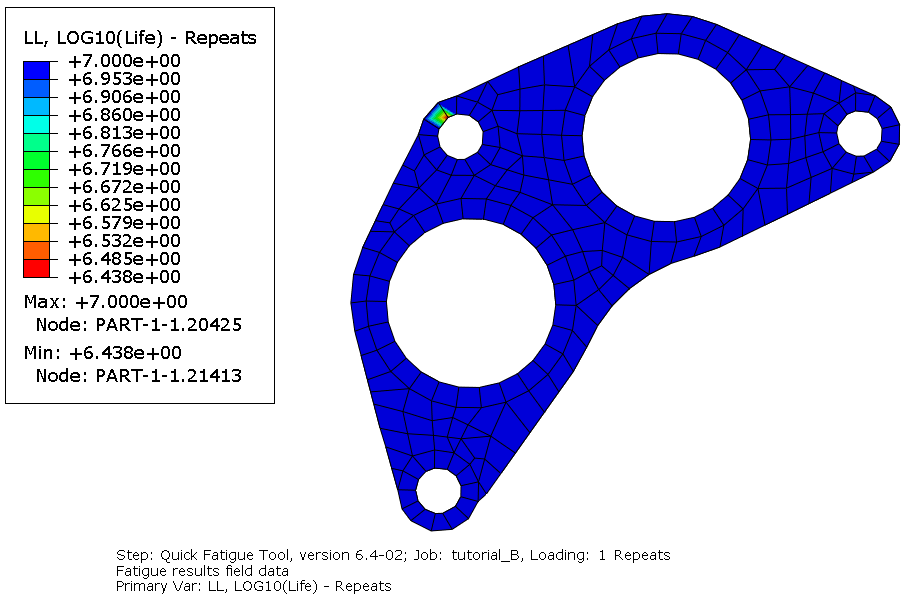 LL, LOG10(Life) - Repeats
+7.000e+00
+6.953e+00
+6.906e+00
+6.860e+00
+6.813e+00
+6.766e+00
+6.719e+00
+6.672e+00
+6.625e+00
+6.579e+00
+6.532e+00
+6.485e+00
+6.438e+00
Max: +7.000e+00
Node: PART-1-1.20425
Min: +6.438e+00
Node: PART-1-1.21413
Step: Quick Fatigue Tool, version 6.4-02; Job: tutorial_B, Loading: 1 Repeats
Fatigue results field data
Primary Var: LL, LOG10(Life) - Repeats